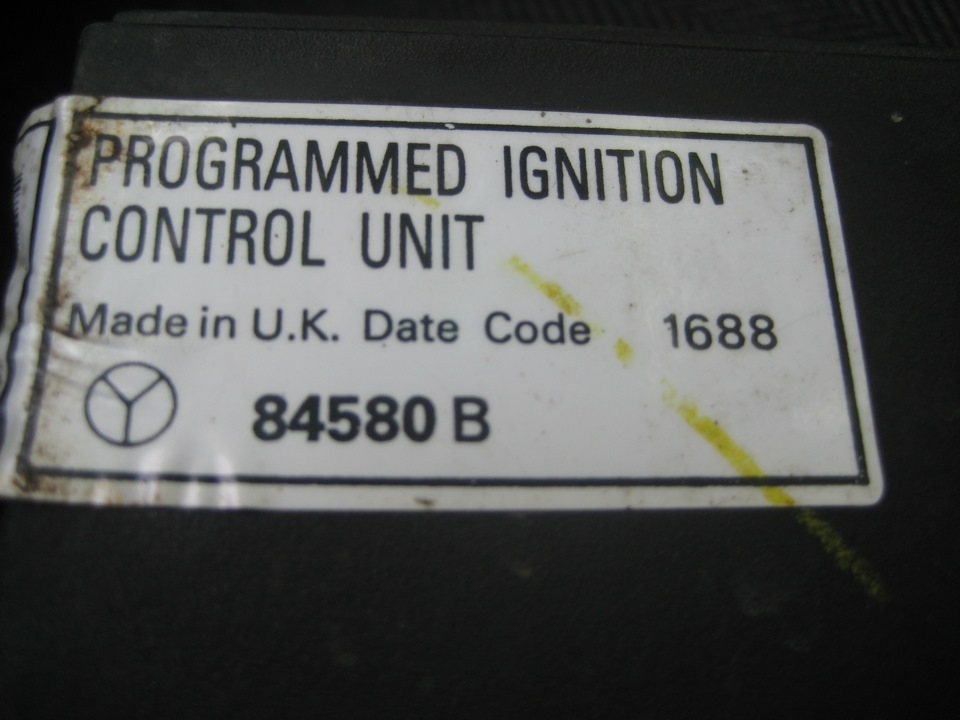 PROGRAMMED IGNITION
CONTROL UNIT
Made in U.K. Date Code 1688
84580 B